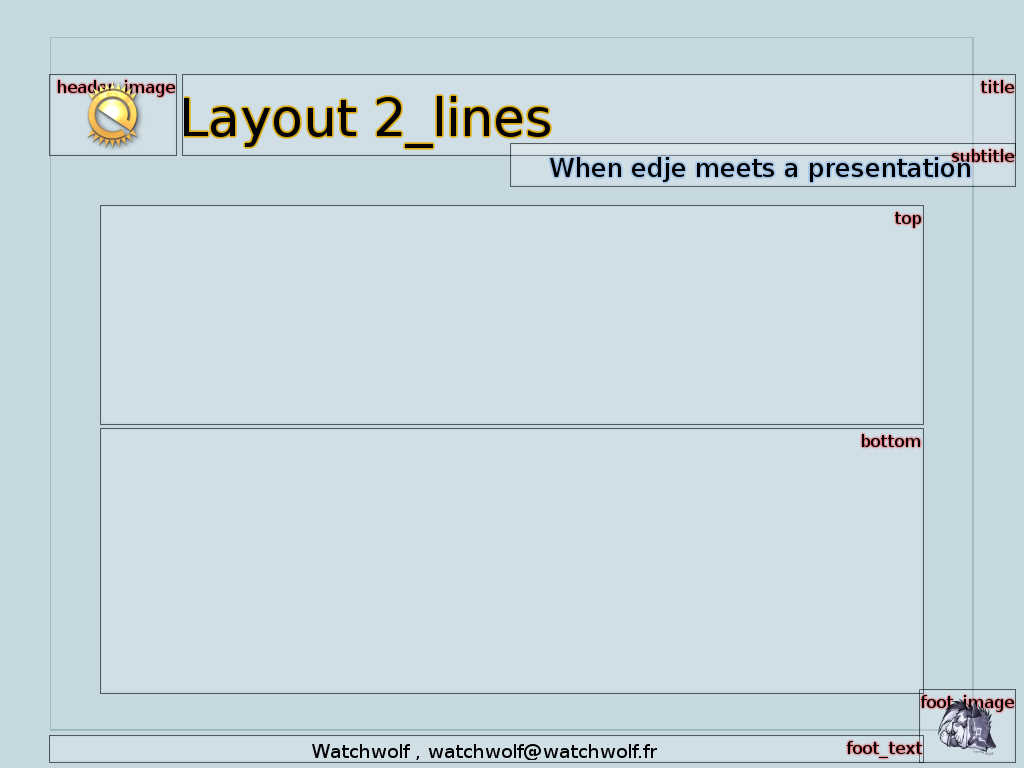 header_image
title
Layout 2_lines
subtitle
When edje meets a presentation
top
bottom
foot_image
foot_text
Watchwolf , watchwolf@watchwolf.fr